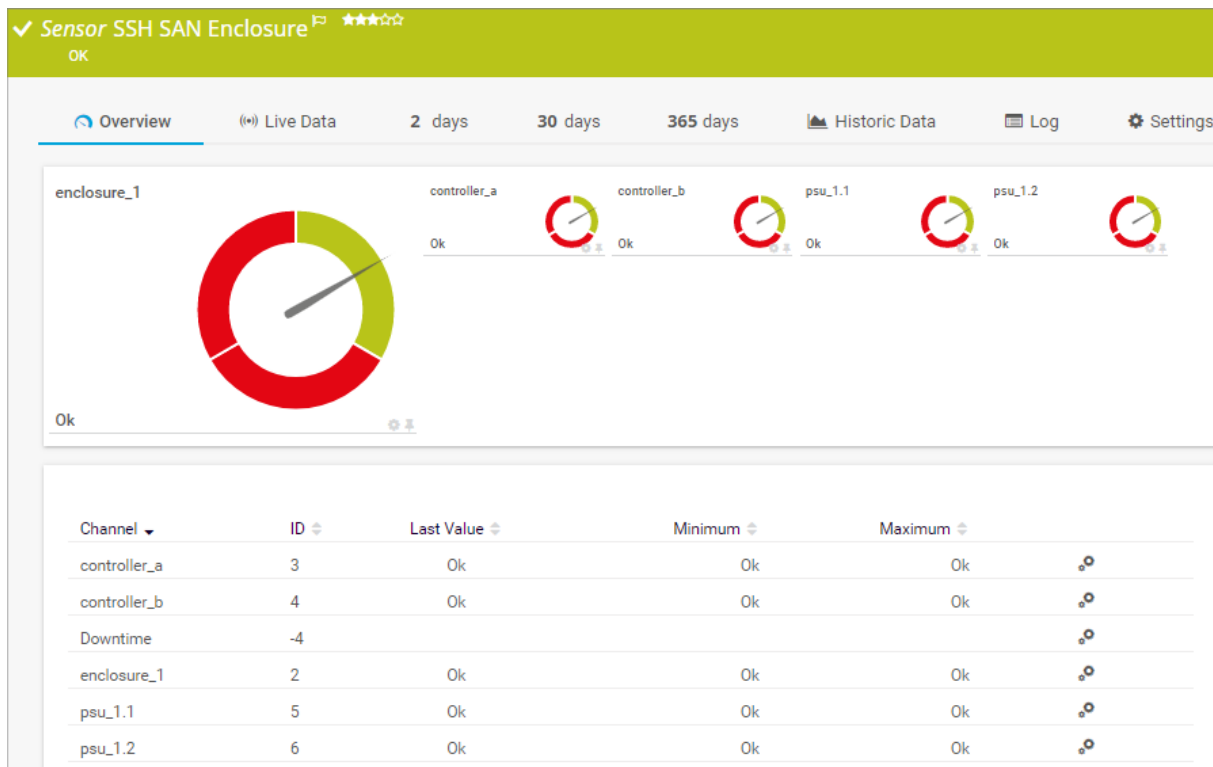 Sensor SSH SAN Enclosure
OK
Overview Live Data 2 days 30 days 365 days Historic Data Log Settings
enclosure_1
Ok
controller_a
Ok
controller_b
Ok
psu_1.1
Ok
psu_1.2
Ok
Channel ID Last Value Minimum Maximum
controller_a 3 Ok Ok Ok
controller_b 4 Ok Ok Ok
Downtime -4
enclosure_1 2 Ok Ok Ok
psu_1.1 5 Ok Ok Ok
psu_1.2 6 Ok Ok Ok